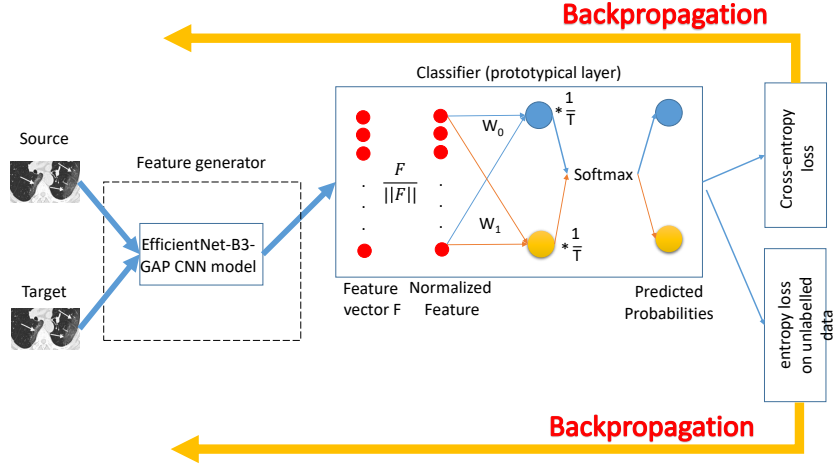 Backpropagation
Classifier (prototypical layer)
Source
Feature generator
EfficientNet-B3-
GAP CNN model
Target
F
||F||
W0
W1
* 1
T
* 1
T
Softmax
Feature
vector F
Normalized
Feature
Predicted
Probabilities
Cross-entropy
loss
entropy loss
on unlabelled
data
Backpropagation